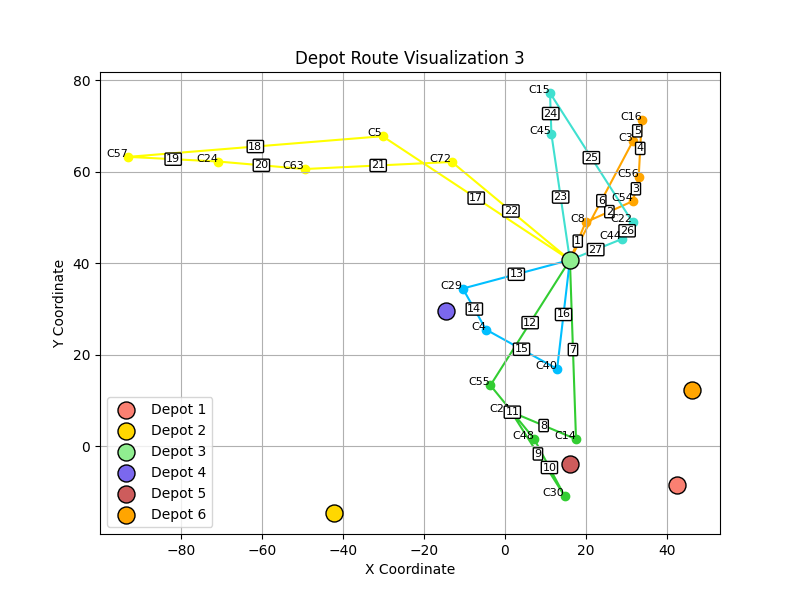 Depot Route Visualization 3
80
60
40
20
0
Y Coordinate
−80
−60
−40
−20
0
20
40
X Coordinate
C15
24
C45
C16
5
C3
4
C5
18
C57
19
C24
20
C63
21
C72
25
C56
3
C54
17
22
23
6
2
C8
C22
26
C44
1
27
13
C29
14
16
12
C4
15
7
C40
C55
C21
11
8
C48
C14
9
10
C30
Depot 1
Depot 2
Depot 3
Depot 4
Depot 5
Depot 6